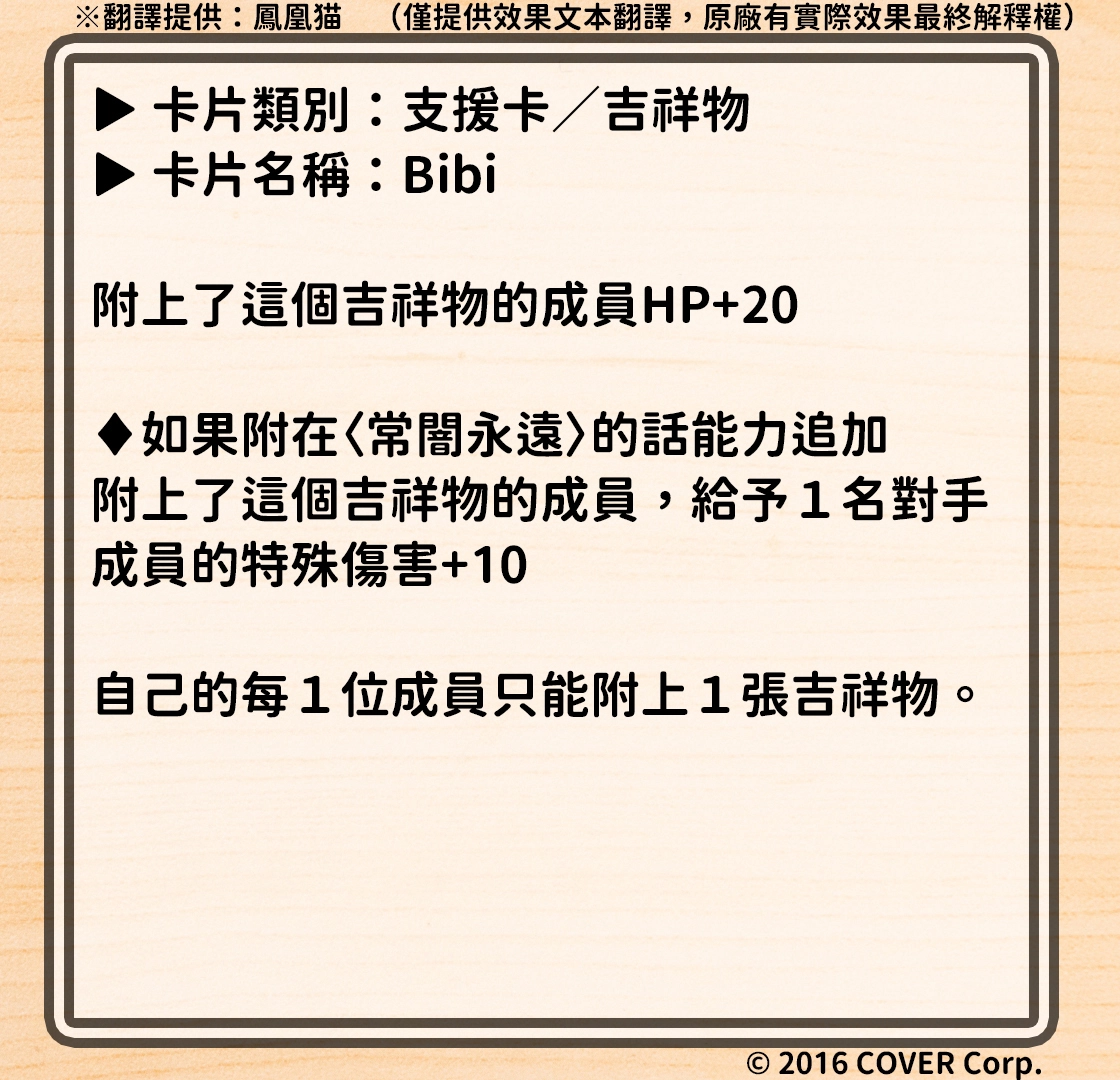 ※翻譯提供：鳳凰猫　（僅提供效果文本翻譯，原廠有實際效果最終解釋權）
▶ 卡片類別：支援卡／吉祥物
▶ 卡片名稱：Bibi
附上了這個吉祥物的成員HP+20
♦如果附在〈常闇永遠〉的話能力追加
附上了這個吉祥物的成員，給予１名對手
成員的特殊傷害+10
自己的每１位成員只能附上１張吉祥物。
© 2016 COVER Corp.